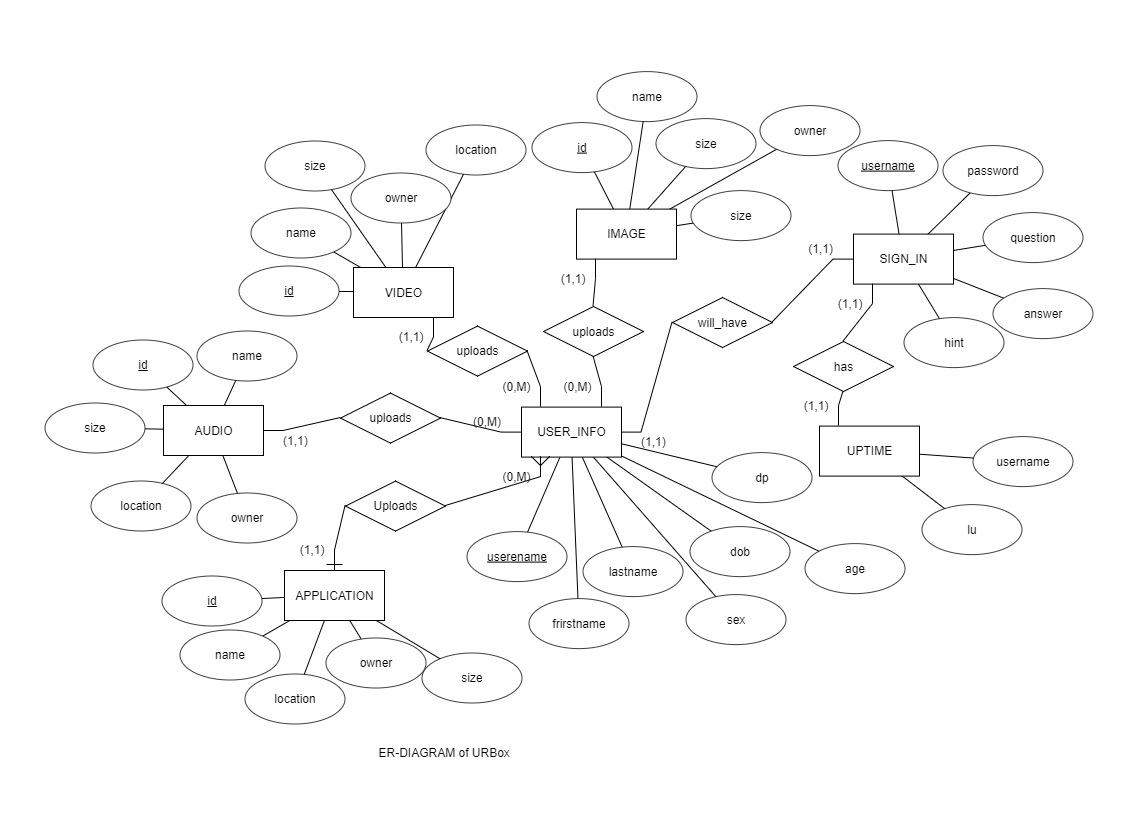 name
owner
size
id
location
size
username
password
owner
size
name
question
IMAGE
(1,1)
SIGN_IN
id
VIDEO
(1,1)
(1,1)
answer
will_have
(1,1)
uploads
hint
uploads
name
id
has
(0,M)
(0,M)
(1,1)
uploads
(0,M)
size
AUDIO
USER_INFO
(1,1)
(1,1)
UPTIME
username
(0,M)
dp
location
Uploads
owner
lu
(1,1)
userename
dob
lastname
age
APPLICATION
id
frirstname
sex
name
owner
size
location
ER-DIAGRAM of URBox